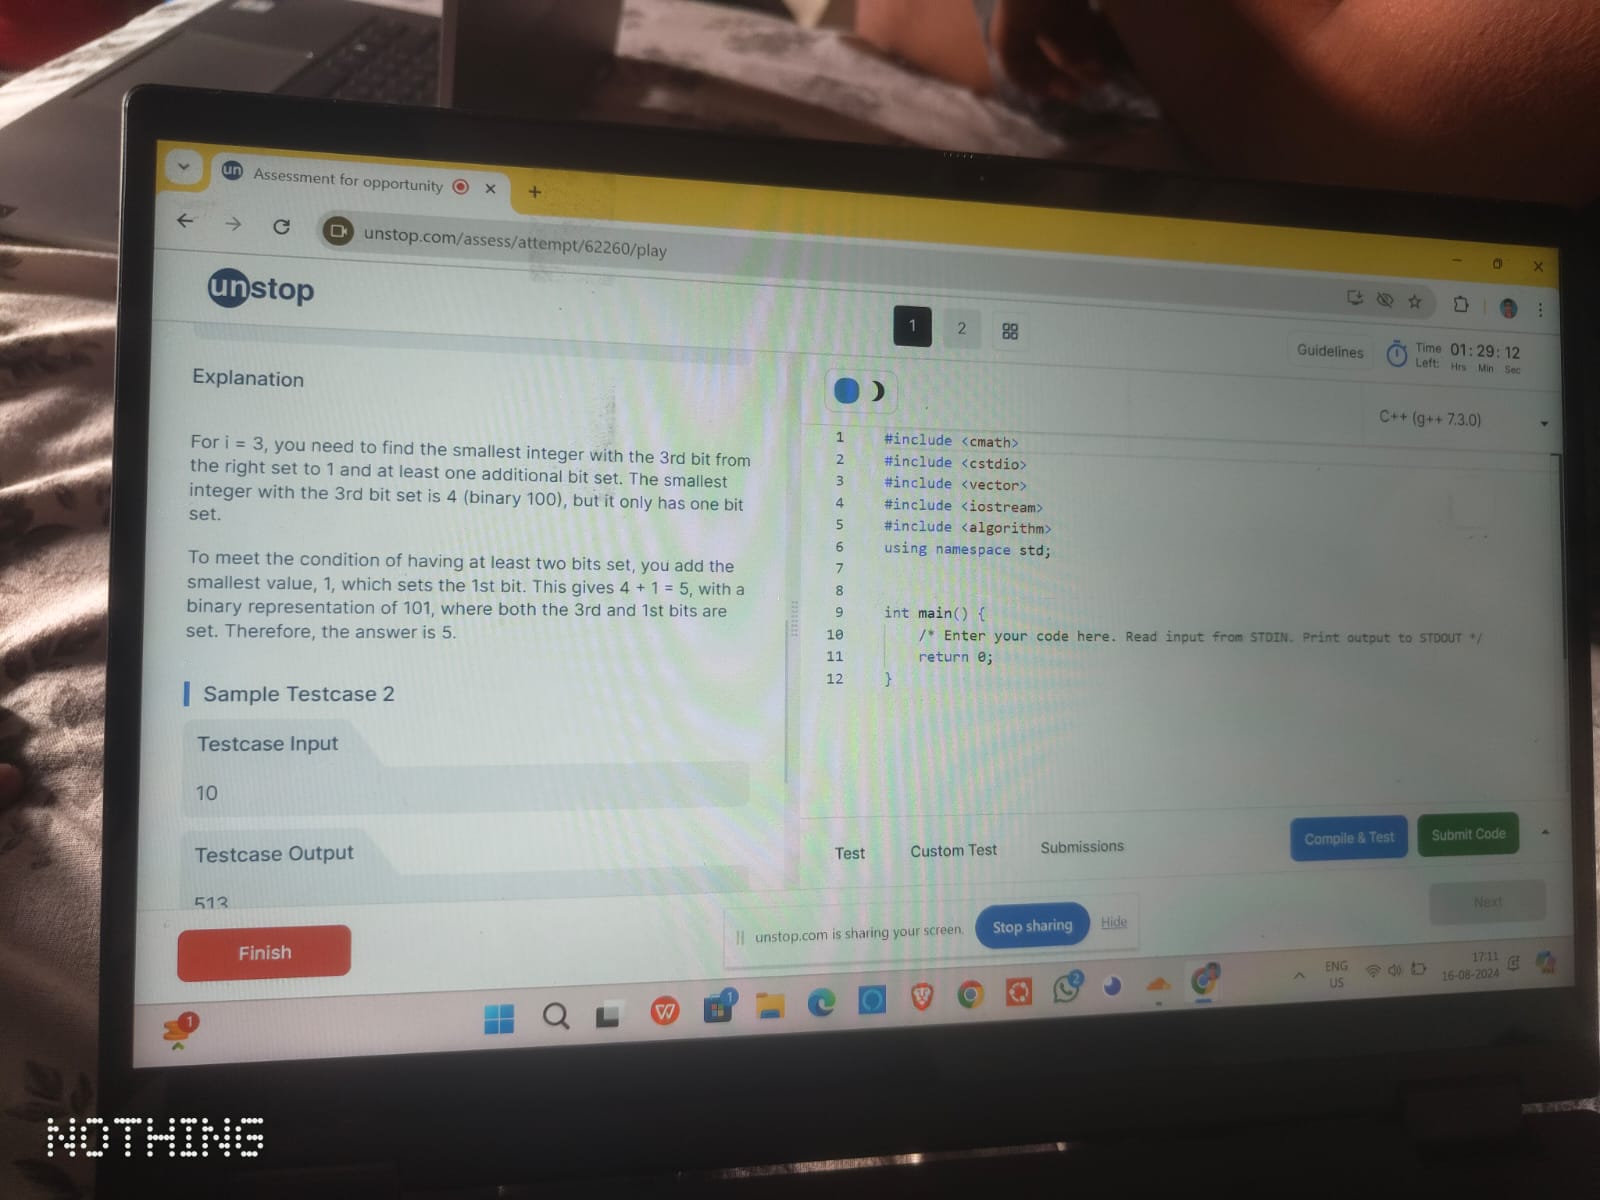 Assessment for opportunity
unstop.com/assess/attempt/62260/play
unstop
1
2
Guidelines
Time Left:
01: 29: 12
Hrs Min Sec
Explanation
For i = 3, you need to find the smallest integer with the 3rd bit from
the right set to 1 and at least one additional bit set. The smallest
integer with the 3rd bit set is 4 (binary 100), but it only has one bit
set.
To meet the condition of having at least two bits set, you add the
smallest value, 1, which sets the 1st bit. This gives 4 + 1 = 5, with a
binary representation of 101, where both the 3rd and 1st bits are
set. Therefore, the answer is 5.
Sample Testcase 2
Testcase Input
10
Testcase Output
513
Finish
C++ (g++ 7.3.0)
1 #include <cmath>
2 #include <cstdio>
3 #include <vector>
4 #include <iostream>
5 #include <algorithm>
6 using namespace std;
7
8
9 int main() {
10 /* Enter your code here. Read input from STDIN. Print output to STDOUT */
11 return 0;
12 }
Test
Custom Test
Submissions
Compile & Test
Submit Code
Next
unstop.com is sharing your screen.
Stop sharing
Hide
1
W
1
2
ENG
US
17:11
16-08-2024
NOTHING